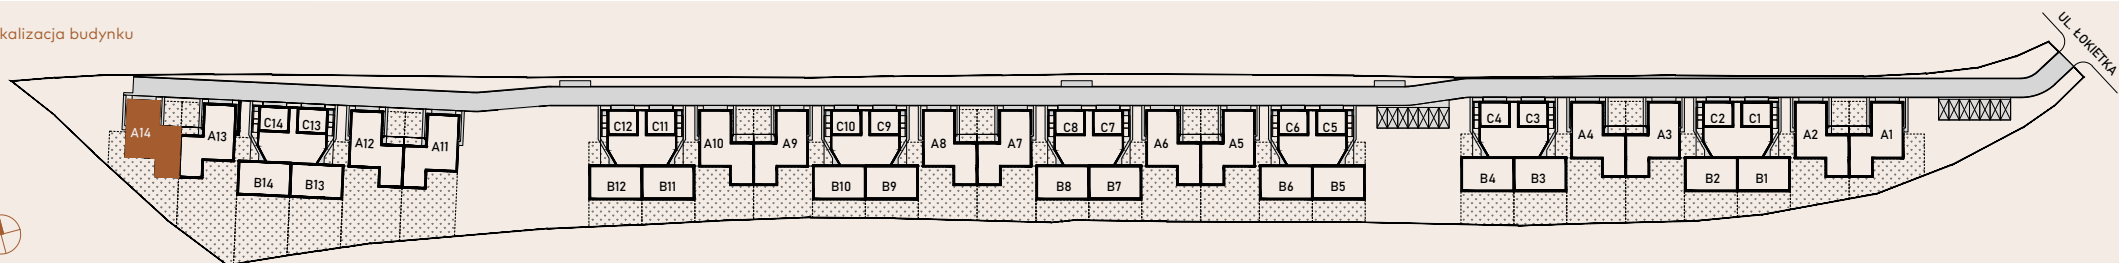 kalizacja budynku
UL. ŁOKIETKA
A14
A13
C14
C13
A12
A11
B14
B13
C12
C11
A10
A9
C10
C9
A8
A7
C8
C7
A6
A5
C6
C5
C4
C3
A4
A3
C2
C1
A2
A1
B12
B11
B10
B9
B8
B7
B6
B5
B4
B3
B2
B1